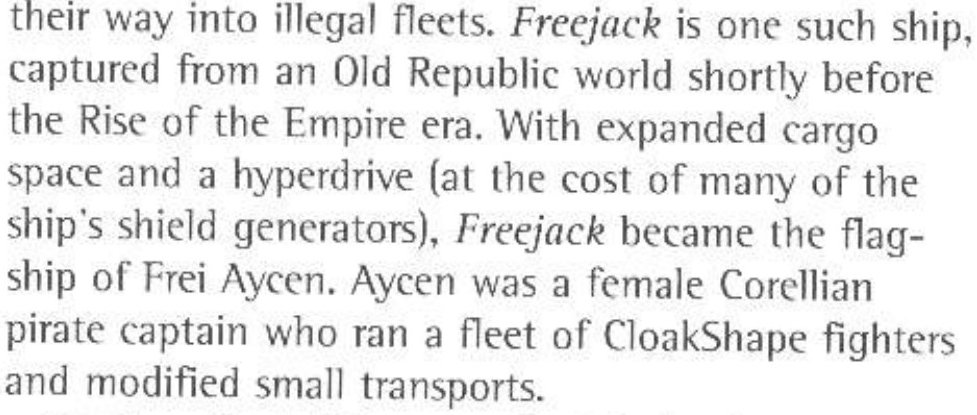 their way into illegal fleets. Freejack is one such ship,
captured from an Old Republic world shortly before
the Rise of the Empire era. With expanded cargo
space and a hyperdrive (at the cost of many of the
ship's shield generators), Freejack became the flag-
ship of Frei Aycen. Aycen was a female Corellian
pirate captain who ran a fleet of CloakShape fighters
and modified small transports.